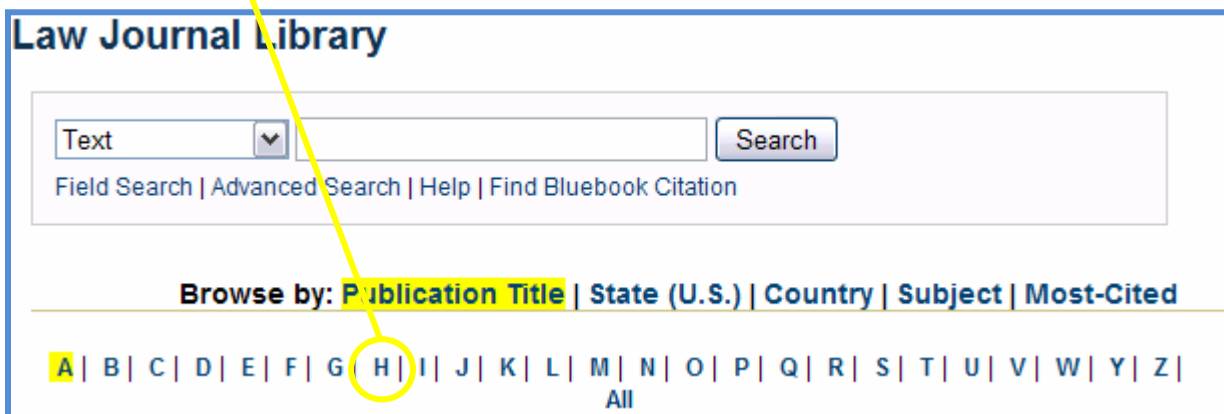 Law Journal Library
Text Search
Field Search | Advanced Search | Help | Find Bluebook Citation
Browse by: Publication Title | State (U.S.) | Country | Subject | Most-Cited
A | B | C | D | E | F | G | H | I | J | K | L | M | N | O | P | Q | R | S | T | U | V | W | Y | Z |
All